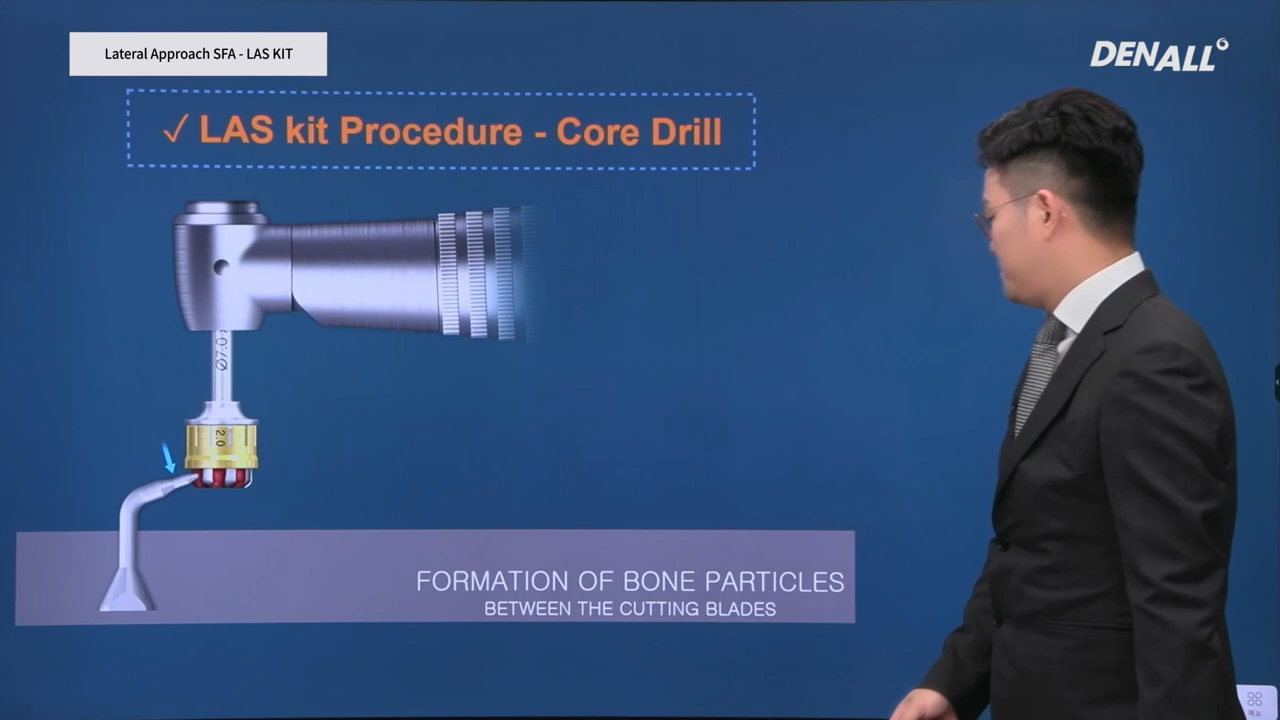 Lateral Approach SFA - LAS KIT
DENALL
✓ LAS kit Procedure - Core Drill
Ø7.0
2.0
FORMATION OF BONE PARTICLES
BETWEEN THE CUTTING BLADES